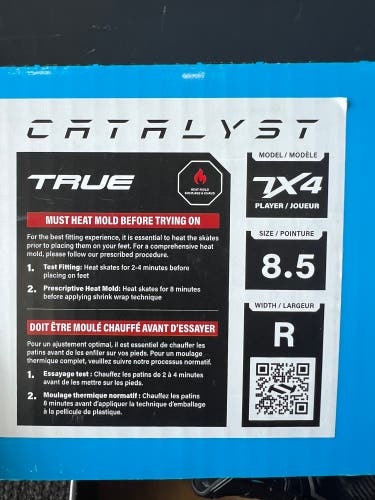 CATALYST
TRUE
HEAT MOLD
MOULAGE À CHAUD
MUST HEAT MOLD BEFORE TRYING ON
For the best fitting experience, it is essential to heat the skates
prior to placing them on your feet. For a comprehensive heat
mold, please follow our prescribed procedure.
1. Test Fitting: Heat skates for 2-4 minutes before
placing on feet
2. Prescriptive Heat Mold: Heat skates for 8 minutes
before applying shrink wrap technique
DOIT ÊTRE MOULÉ CHAUFFÉ AVANT D'ESSAYER
Pour un ajustement optimal, il est essentiel de chauffer les
patins avant de les enfiler sur vos pieds. Pour un moulage
thermique complet, veuillez suivre notre processus normatif.
1. Essayage test : Chauffez les patins de 2 à 4 minutes
avant de les mettre sur les pieds.
2. Moulage thermique normatif : Chauffez les patins
8 minutes avant d'appliquer la technique d'emballage
à la pellicule de plastique.
MODEL / MODÈLE
7X4
PLAYER / JOUEUR
SIZE / POINTURE
8.5
WIDTH / LARGEUR
R